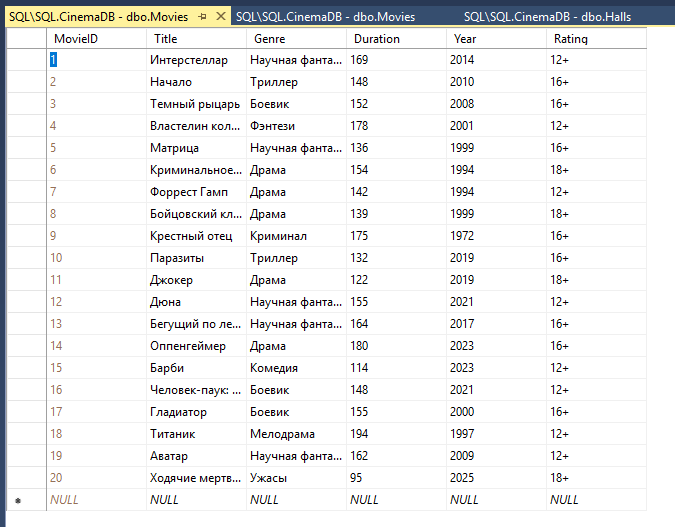 SQL\SQL.CinemaDB - dbo.Movies SQL\SQL.CinemaDB - dbo.Movies SQL\SQL.CinemaDB - dbo.Halls
MovieID Title Genre Duration Year Rating
1 Интерстеллар Научная фанта... 169 2014 12+
2 Начало Триллер 148 2010 16+
3 Темный рыцарь Боевик 152 2008 16+
4 Властелин кол... Фэнтези 178 2001 12+
5 Матрица Научная фанта... 136 1999 16+
6 Криминальное... Драма 154 1994 18+
7 Форрест Гамп Драма 142 1994 12+
8 Бойцовский кл... Драма 139 1999 18+
9 Крестный отец Криминал 175 1972 16+
10 Паразиты Триллер 132 2019 16+
11 Джокер Драма 122 2019 18+
12 Дюна Научная фанта... 155 2021 12+
13 Бегущий по ле... Научная фанта... 164 2017 16+
14 Оппенгеймер Драма 180 2023 16+
15 Барби Комедия 114 2023 12+
16 Человек-паук: ... Боевик 148 2021 12+
17 Гладиатор Боевик 155 2000 16+
18 Титаник Мелодрама 194 1997 12+
19 Аватар Научная фанта... 162 2009 12+
20 Ходячие мертв... Ужасы 95 2025 18+
NULL NULL NULL NULL NULL NULL